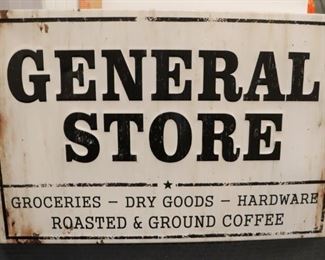 GENERAL
STORE
GROCERIES – DRY GOODS – HARDWARE
ROASTED & GROUND COFFEE